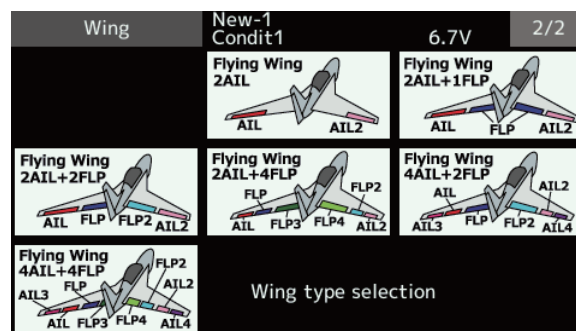 Wing
New-1
Condit1
6.7V
2/2
Flying Wing
2AIL
AIL
AIL2
Flying Wing
2AIL+1FLP
AIL
FLP
AIL2
Flying Wing
2AIL+2FLP
AIL
FLP
FLP2
AIL2
Flying Wing
2AIL+4FLP
FLP
FLP2
AIL
FLP3
FLP4
AIL2
Flying Wing
4AIL+2FLP
AIL
AIL2
AIL3
FLP
FLP2
AIL4
Flying Wing
4AIL+4FLP
FLP
FLP2
AIL3
AIL2
AIL
FLP3
FLP4
AIL4
Wing type selection